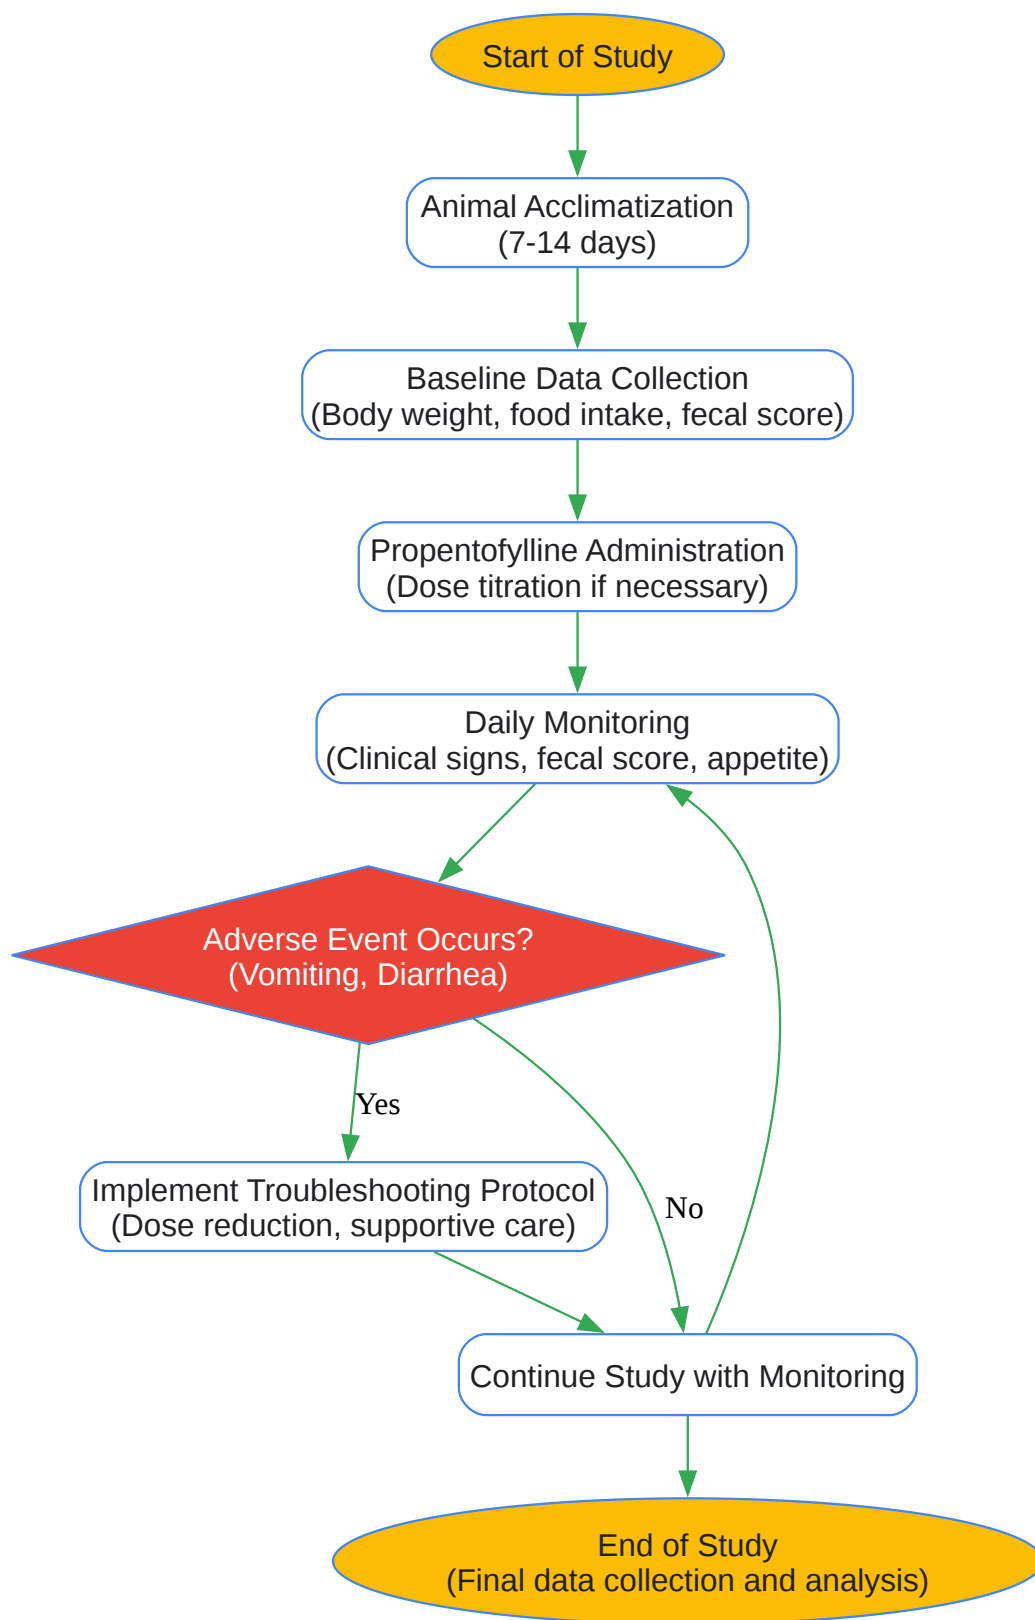 Start of Study
Animal Acclimatization
(7-14 days)
Baseline Data Collection
(Body weight, food intake, fecal score)
Propentofylline Administration
(Dose titration if necessary)
Daily Monitoring
(Clinical signs, fecal score, appetite)
Adverse Event Occurs?
(Vomiting, Diarrhea)
Yes
Implement Troubleshooting Protocol
(Dose reduction, supportive care)
No
Continue Study with Monitoring
End of Study
(Final data collection and analysis)